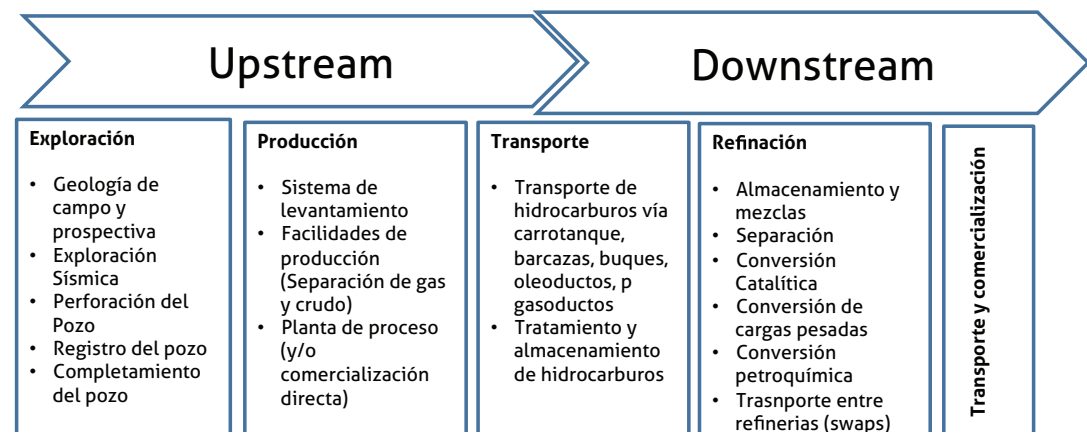 Upstream
Downstream
Exploración
• Geología de
campo y
prospectiva
• Exploración
Sísmica
• Perforación del
Pozo
• Registro del pozo
• Completamiento
del pozo
Producción
• Sistema de
levantamiento
• Facilidades de
producción
(Separación de gas
y crudo)
• Planta de proceso
(y/o
comercialización
directa)
Transporte
• Transporte de
hidrocarburos vía
carrotanque,
barcazas, buques,
oleoductos, p
gasoductos
• Tratamiento y
almacenamiento
de hidrocarburos
Refinación
• Almacenamiento y
mezclas
• Separación
• Conversión
Catalítica
• Conversión de
cargas pesadas
• Conversión
petroquímica
• Trasnporte entre
refinerias (swaps)
Transporte y comercialización